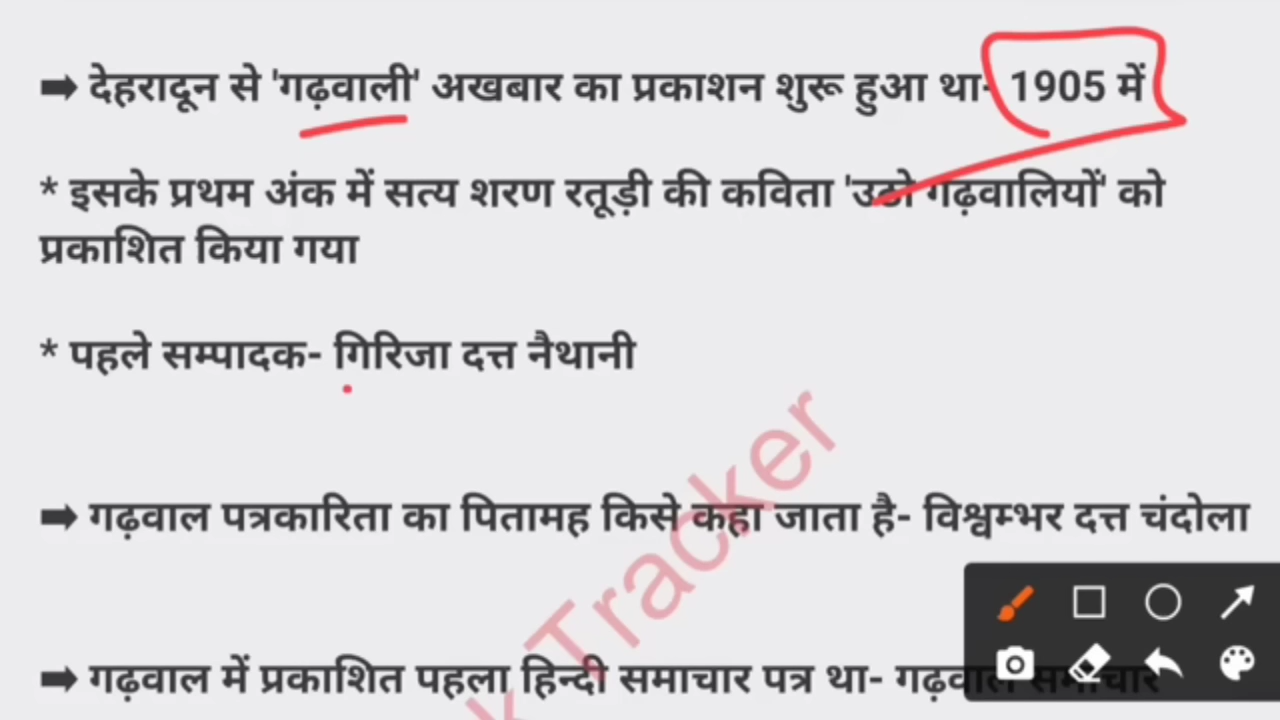 ➡ देहरादून से 'गढ़वाली' अखबार का प्रकाशन शुरू हुआ था- 1905 में
* इसके प्रथम अंक में सत्य शरण रतूड़ी की कविता 'उठो गढ़वालियों' को
प्रकाशित किया गया
* पहले सम्पादक- गिरिजा दत्त नैथानी
➡ गढ़वाल पत्रकारिता का पितामह किसे कहा जाता है- विश्वम्भर दत्त चंदोला
➡ गढ़वाल में प्रकाशित पहला हिन्दी समाचार पत्र था- गढ़वाल समाचार
k Tracker